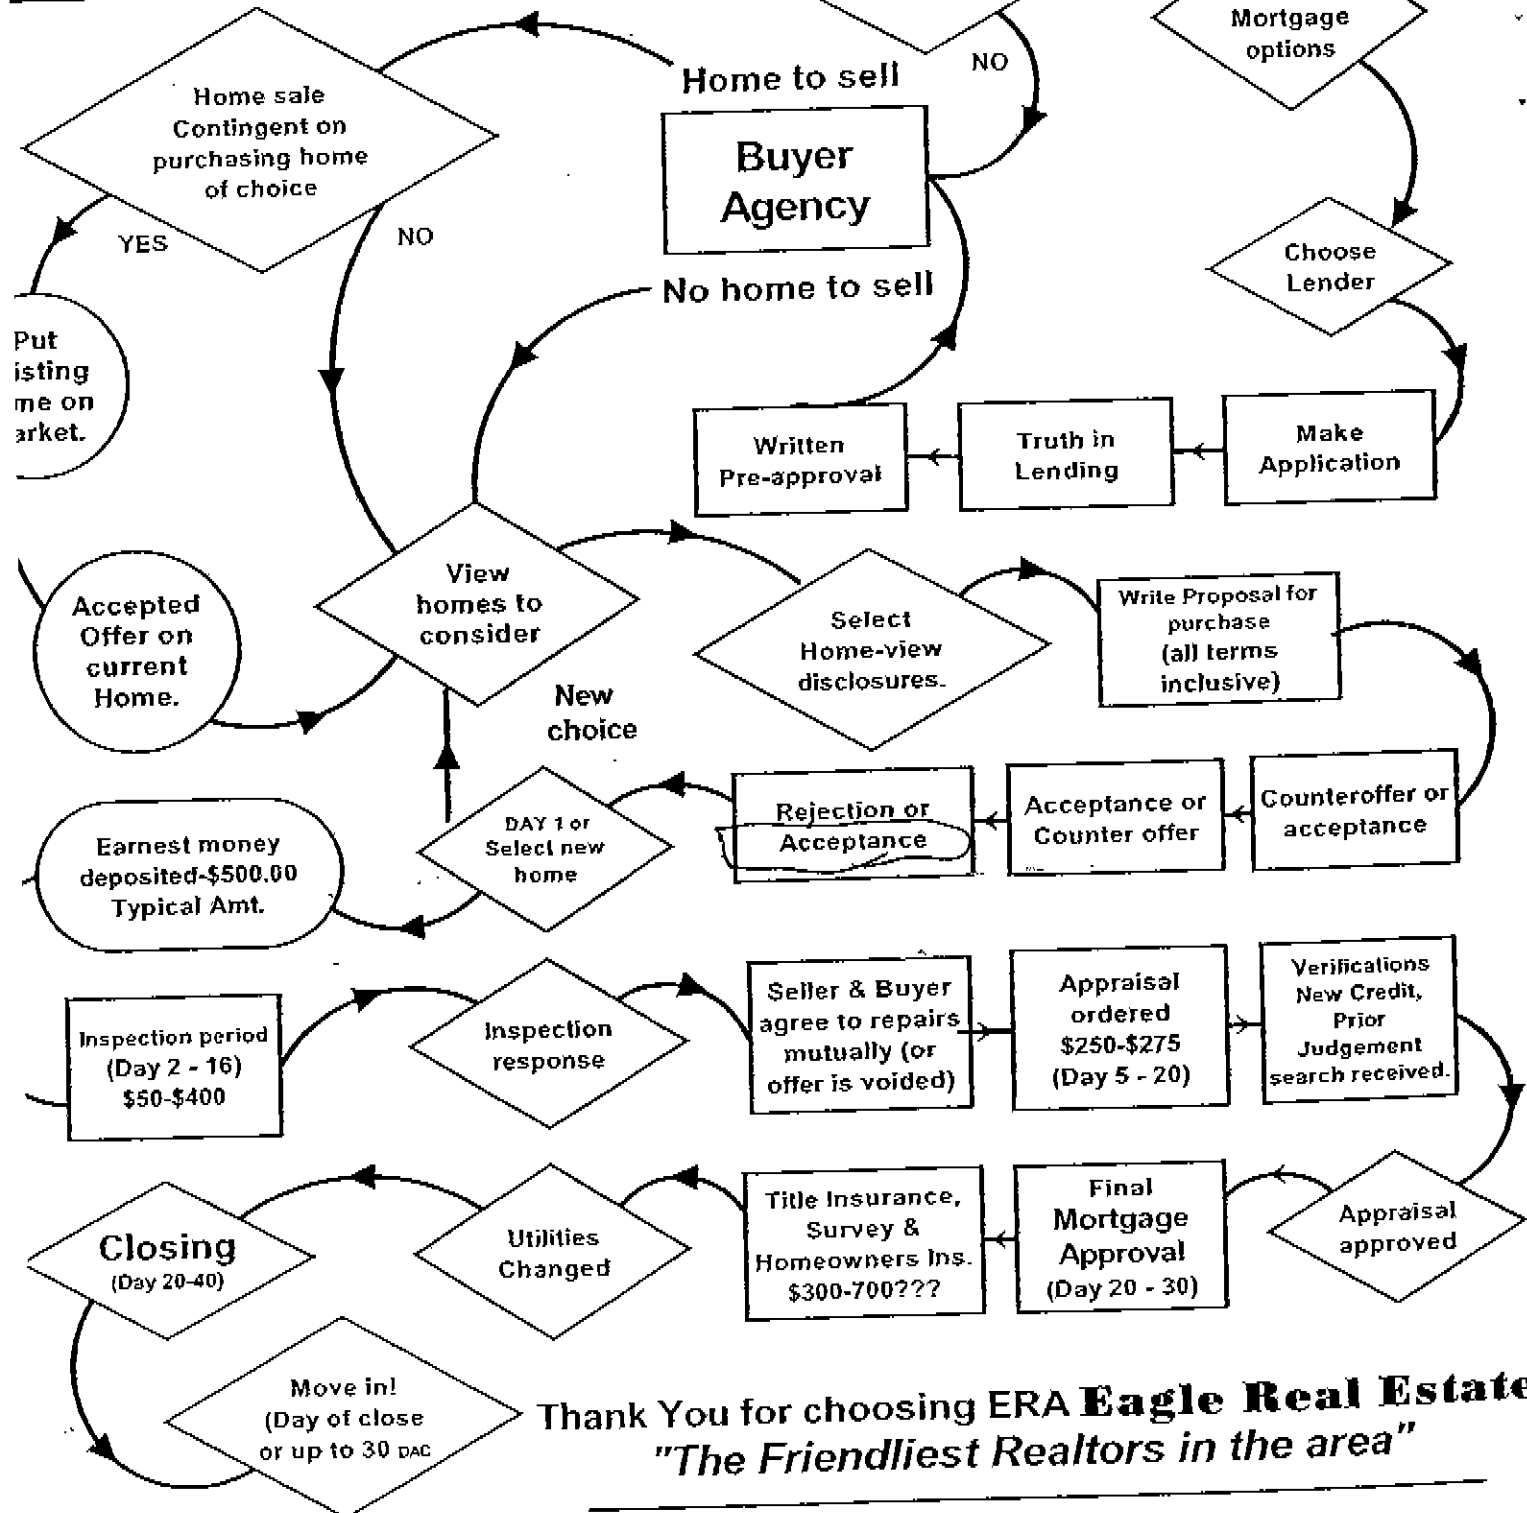 Mortgage
options
NO
Home to sell
Home sale
Contingent on
purchasing home
of choice
Buyer
Agency
YES
NO
No home to sell
Choose
Lender
Put
isting
me on
arket.
Written
Pre-approval
Truth in
Lending
Make
Application
View
homes to
consider
Accepted
Offer on
current
Home.
Select
Home-view
disclosures.
Write Proposal for
purchase
(all terms
inclusive)
New
choice
DAY 1 or
Select new
home
Rejection or
Acceptance
Acceptance or
Counter offer
Counteroffer or
acceptance
Earnest money
deposited-$500.00
Typical Amt.
Inspection period
(Day 2 - 16)
$50-$400
Inspection
response
Seller & Buyer
agree to repairs
mutually (or
offer is voided)
Appraisal
ordered
$250-$275
(Day 5 - 20)
Verifications
New Credit,
Prior
Judgement
search received.
Closing
(Day 20-40)
Utilities
Changed
Title Insurance,
Survey &
Homeowners Ins.
$300-700???
Final
Mortgage
Approval
(Day 20 - 30)
Appraisal
approved
Move in!
(Day of close
or up to 30 DAC
Thank You for choosing ERA Eagle Real Estate
"The Friendliest Realtors in the area"